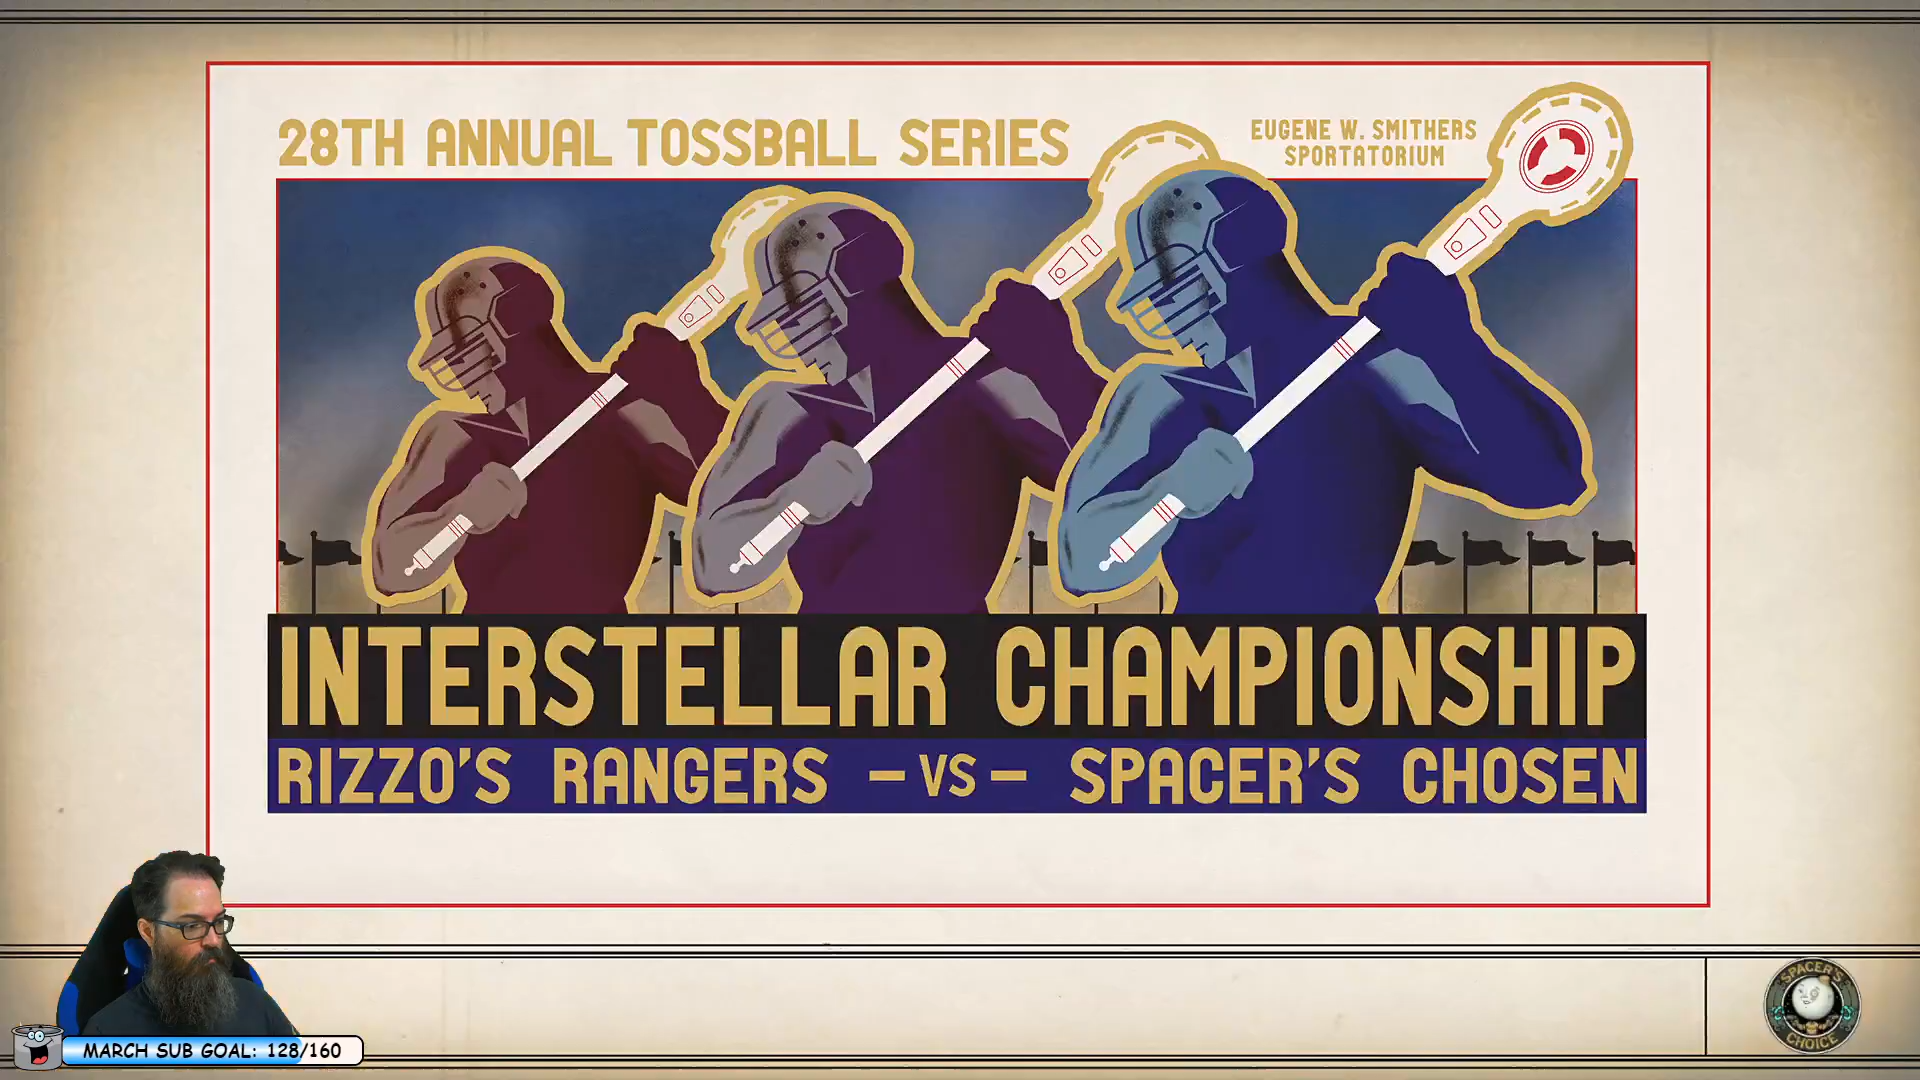 28TH ANNUAL TOSSBALL SERIES
EUGENE W. SMITHERS
SPORTATORIUM
INTERSTELLAR CHAMPIONSHIP
RIZZO'S RANGERS – VS – SPACER'S CHOSEN
SPACER'S
CHOICE
MARCH SUB GOAL: 128/160